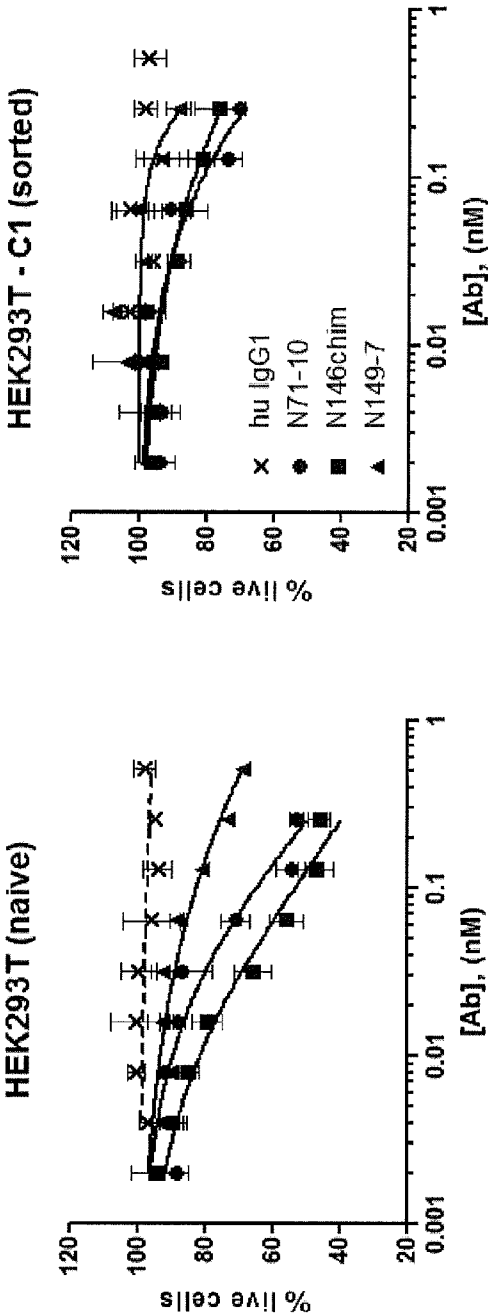 HEK293T (naive)
120
100
80
60
40
20
% live cells
0.001
0.01
0.1
1
[Ab], (nM)
HEK293T - C1 (sorted)
120
100
80
60
40
20
% live cells
hu IgG1
N71-10
N146chim
N149-7
0.001
0.01
0.1
1
[Ab], (nM)